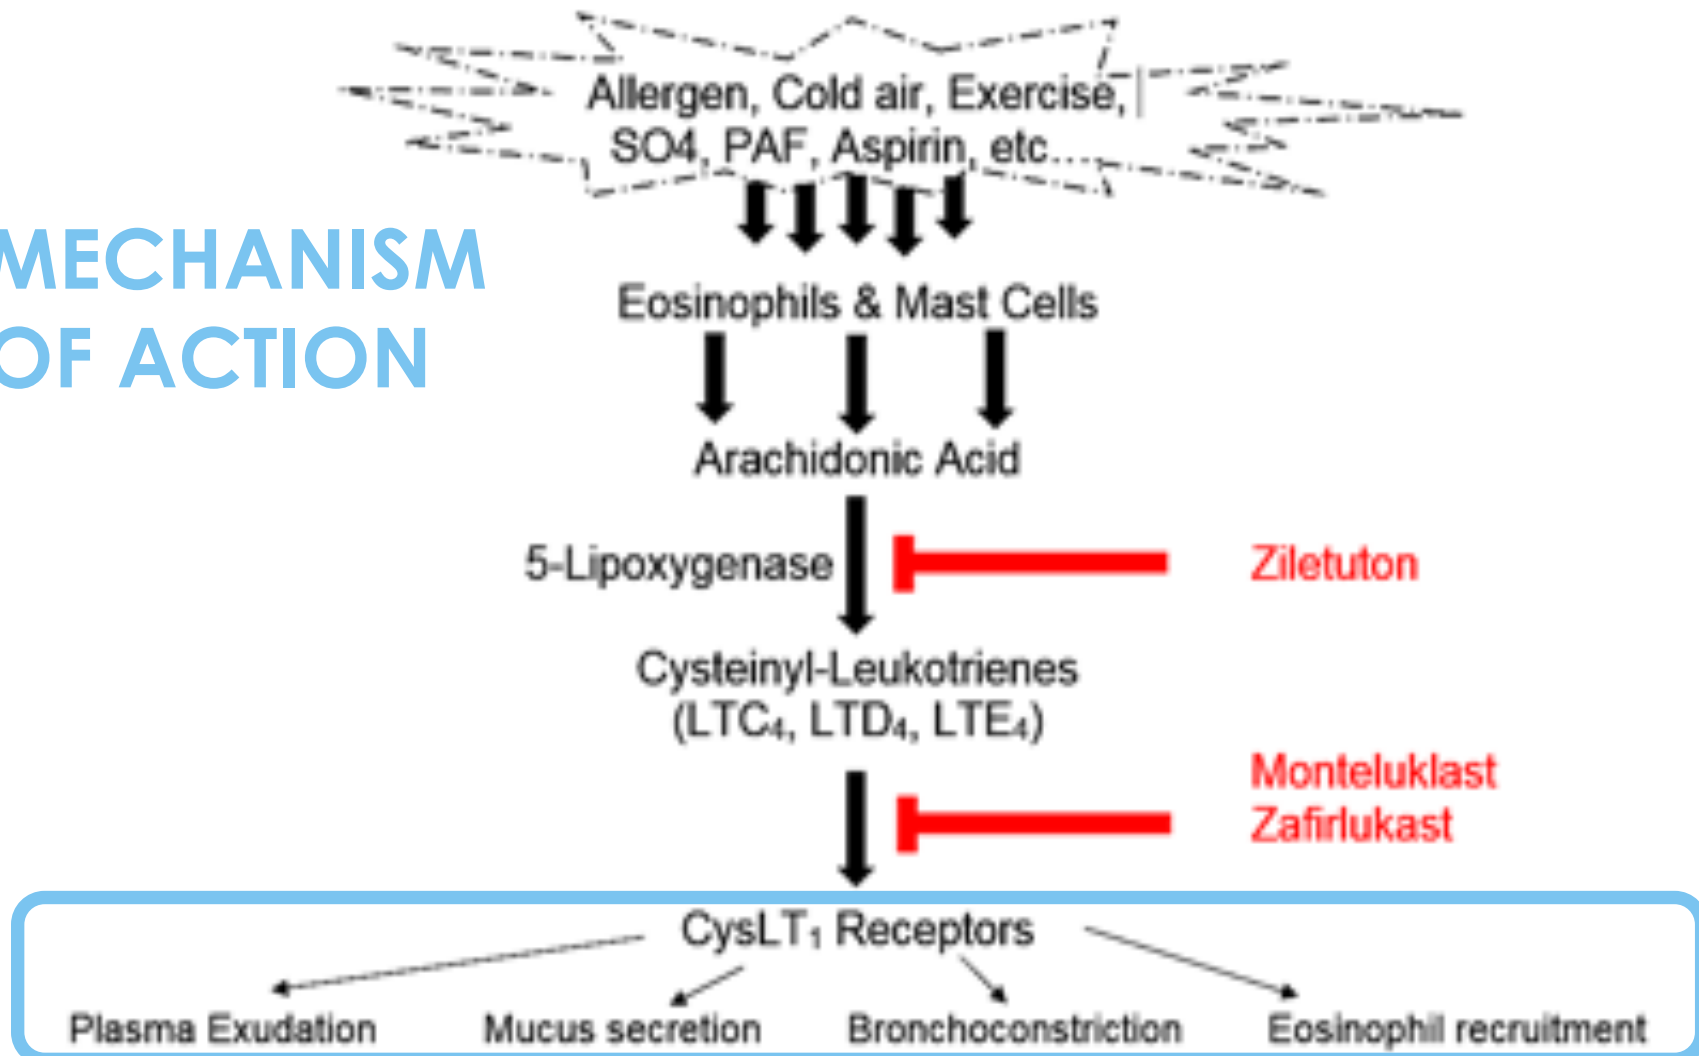 Allergen, Cold air, Exercise,
SO4, PAF, Aspirin, etc...
MECHANISM
OF ACTION
Eosinophils & Mast Cells
Arachidonic Acid
5-Lipoxygenase
Ziletuton
Cysteinyl-Leukotrienes
(LTC₄, LTD₄, LTE₄)
Monteluklast
Zafirlukast
CysLT₁ Receptors
Plasma Exudation
Mucus secretion
Bronchoconstriction
Eosinophil recruitment